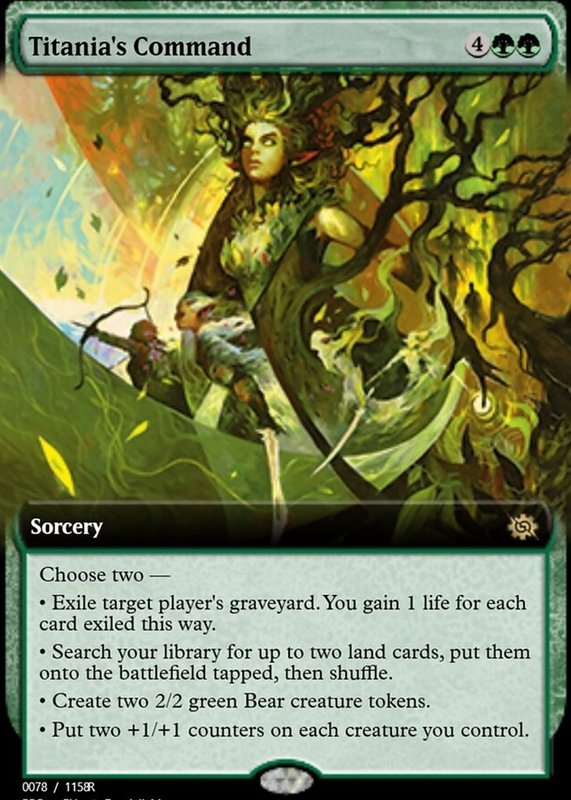 Titania's Command
4
Sorcery
Choose two —
• Exile target player's graveyard. You gain 1 life for each
card exiled this way.
• Search your library for up to two land cards, put them
onto the battlefield tapped, then shuffle.
• Create two 2/2 green Bear creature tokens.
• Put two +1/+1 counters on each creature you control.
0078 / 1158R